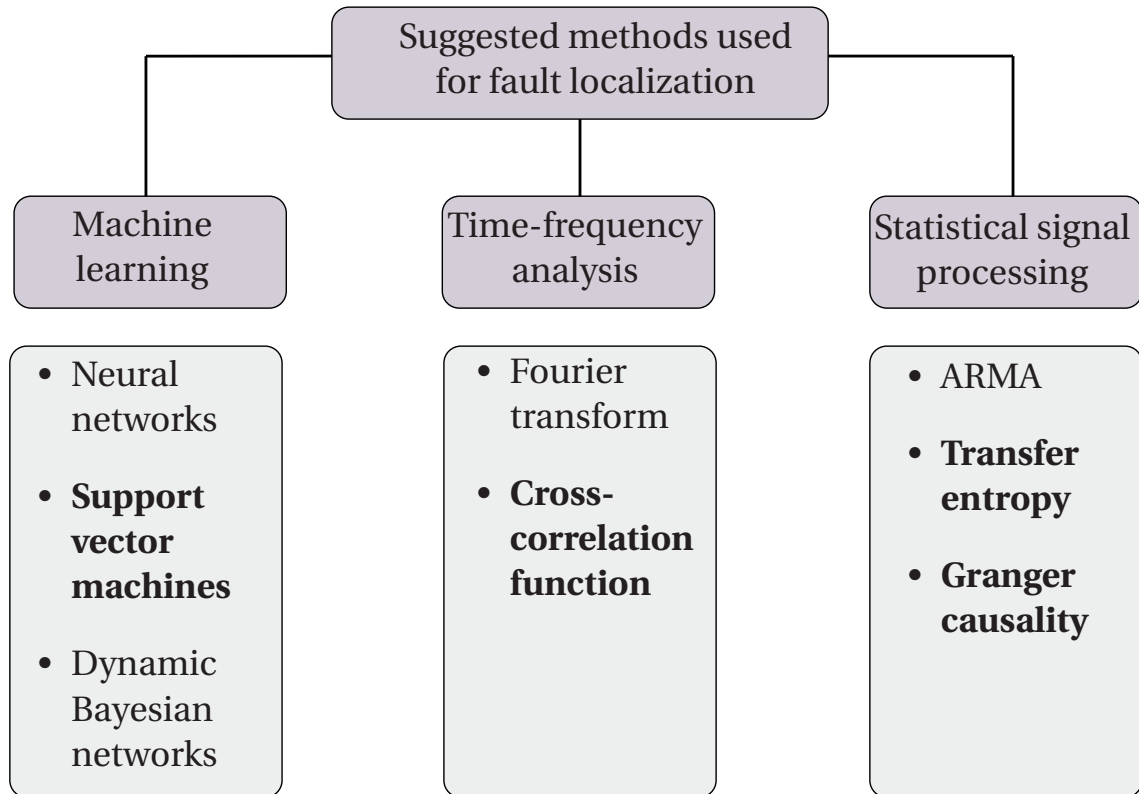 Suggested methods used
for fault localization
Machine
learning
Time-frequency
analysis
Statistical signal
processing
• Neural
networks
• Support
vector
machines
• Dynamic
Bayesian
networks
• Fourier
transform
• Cross-
correlation
function
• ARMA
• Transfer
entropy
• Granger
causality